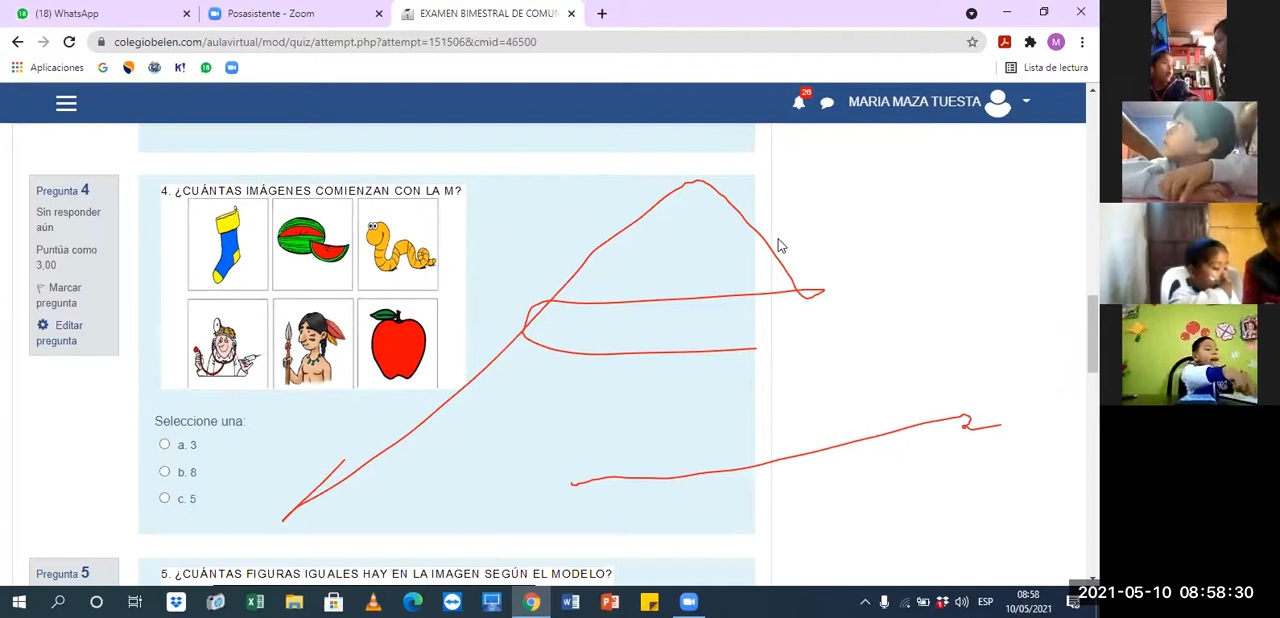 (18) WhatsApp
Posasistente - Zoom
EXAMEN BIMESTRAL DE COMUN
colegiobelen.com/aulavirtual/mod/quiz/attempt.php?attempt=151506&cmid=46500
M
Aplicaciones
K!
Lista de lectura
26
MARIA MAZA TUESTA
Pregunta 4
Sin responder
aún
Puntúa como
3,00
Marcar
pregunta
Editar
pregunta
4. ¿CUÁNTAS IMÁGENES COMIENZAN CON LA M?
Seleccione una:
a. 3
b. 8
c. 5
Pregunta 5
5. ¿CUÁNTAS FIGURAS IGUALES HAY EN LA IMAGEN SEGÚN EL MODELO?
ESP
08:58
10/05/2021
2021-05-10 08:58:30